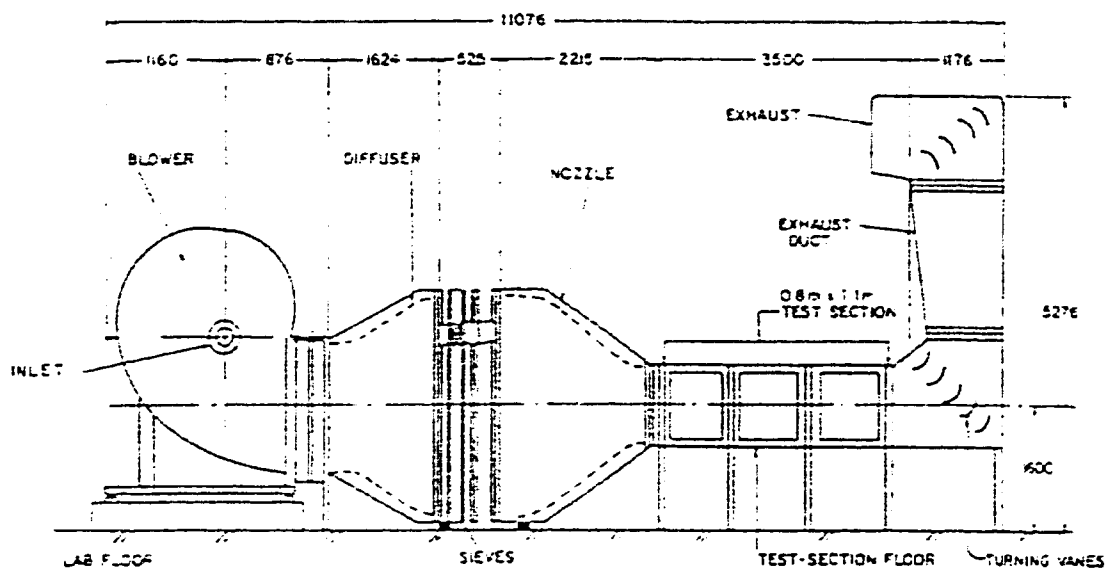 11076
1160 876 1624 525 2215 3500 1176
EXHAUST
BLOWER
DIFFUSER
NOZZLE
EXHAUST
DUCT
0.8m x 1.1m
TEST SECTION
5276
INLET
1600
LAB FLOOR
SIEVES
TEST-SECTION FLOOR
TURNING VANES